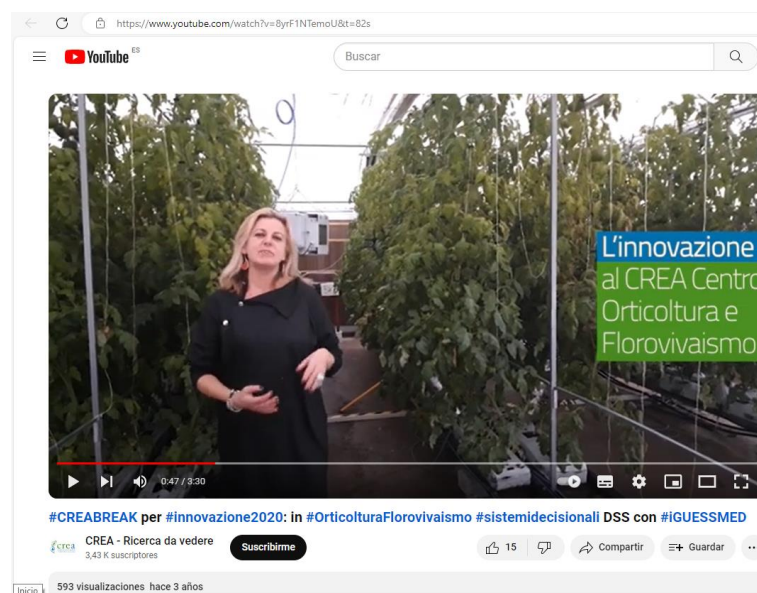 https://www.youtube.com/watch?v=8yrF1NTemoU&t=82s
YouTube ES
Buscar
L'innovazione
al CREA Centro
Orticoltura e
Florovivaismo
0:47 / 3:30
#CREABREAK per #innovazione2020: in #OrticolturaFlorovivaismo #sistemidecisionali DSS con #iGUESSMED
crea
CREA - Ricerca da vedere
3,43 K suscriptores
Suscribirme
15
Compartir
Guardar
593 visualizaciones hace 3 años
Inicio